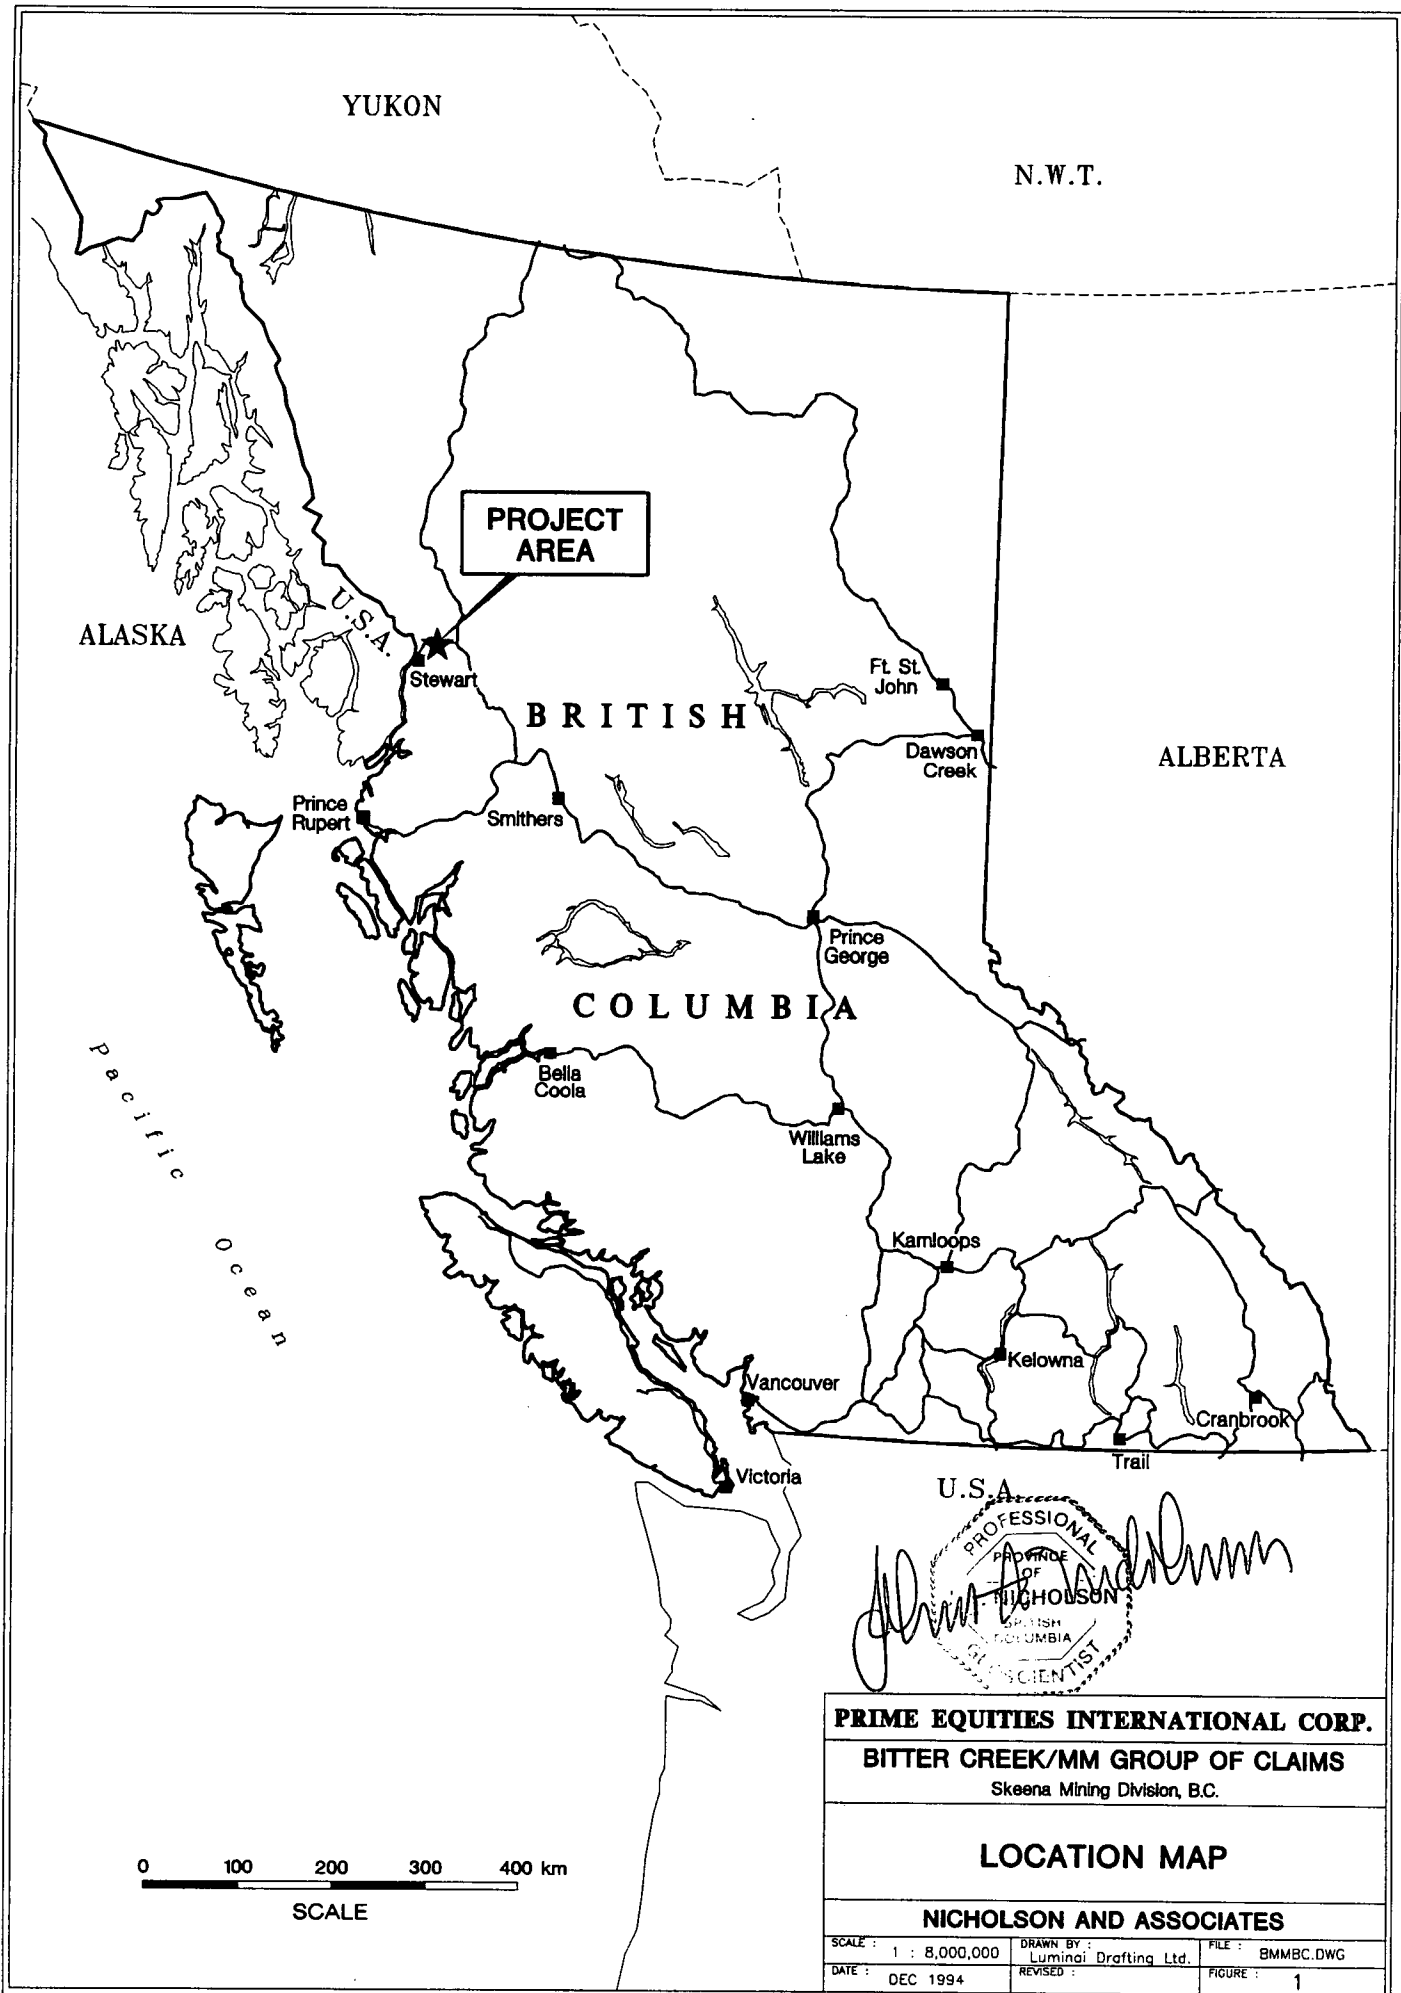 YUKON
N.W.T.
PROJECT
AREA
U.S.A.
ALASKA
Stewart
BRITISH
Ft. St.
John
Dawson
Creek
ALBERTA
Prince
Rupert
Smithers
Prince
George
COLUMBIA
Pacific Ocean
Bella
Coola
Williams
Lake
Kamloops
Kelowna
Vancouver
Cranbrook
Trail
Victoria
U.S.A.
PROFESSIONAL
PROVINCE
OF
NICHOLSON
BRITISH
COLUMBIA
GEOSCIENTIST
PRIME EQUITIES INTERNATIONAL CORP.
BITTER CREEK/MM GROUP OF CLAIMS
Skeena Mining Division, B.C.
LOCATION MAP
0 100 200 300 400 km
SCALE
NICHOLSON AND ASSOCIATES
SCALE : 1 : 8,000,000 DRAWN BY : Luminai Drafting Ltd. FILE : BMMBC.DWG
DATE : DEC 1994 REVISED : FIGURE : 1